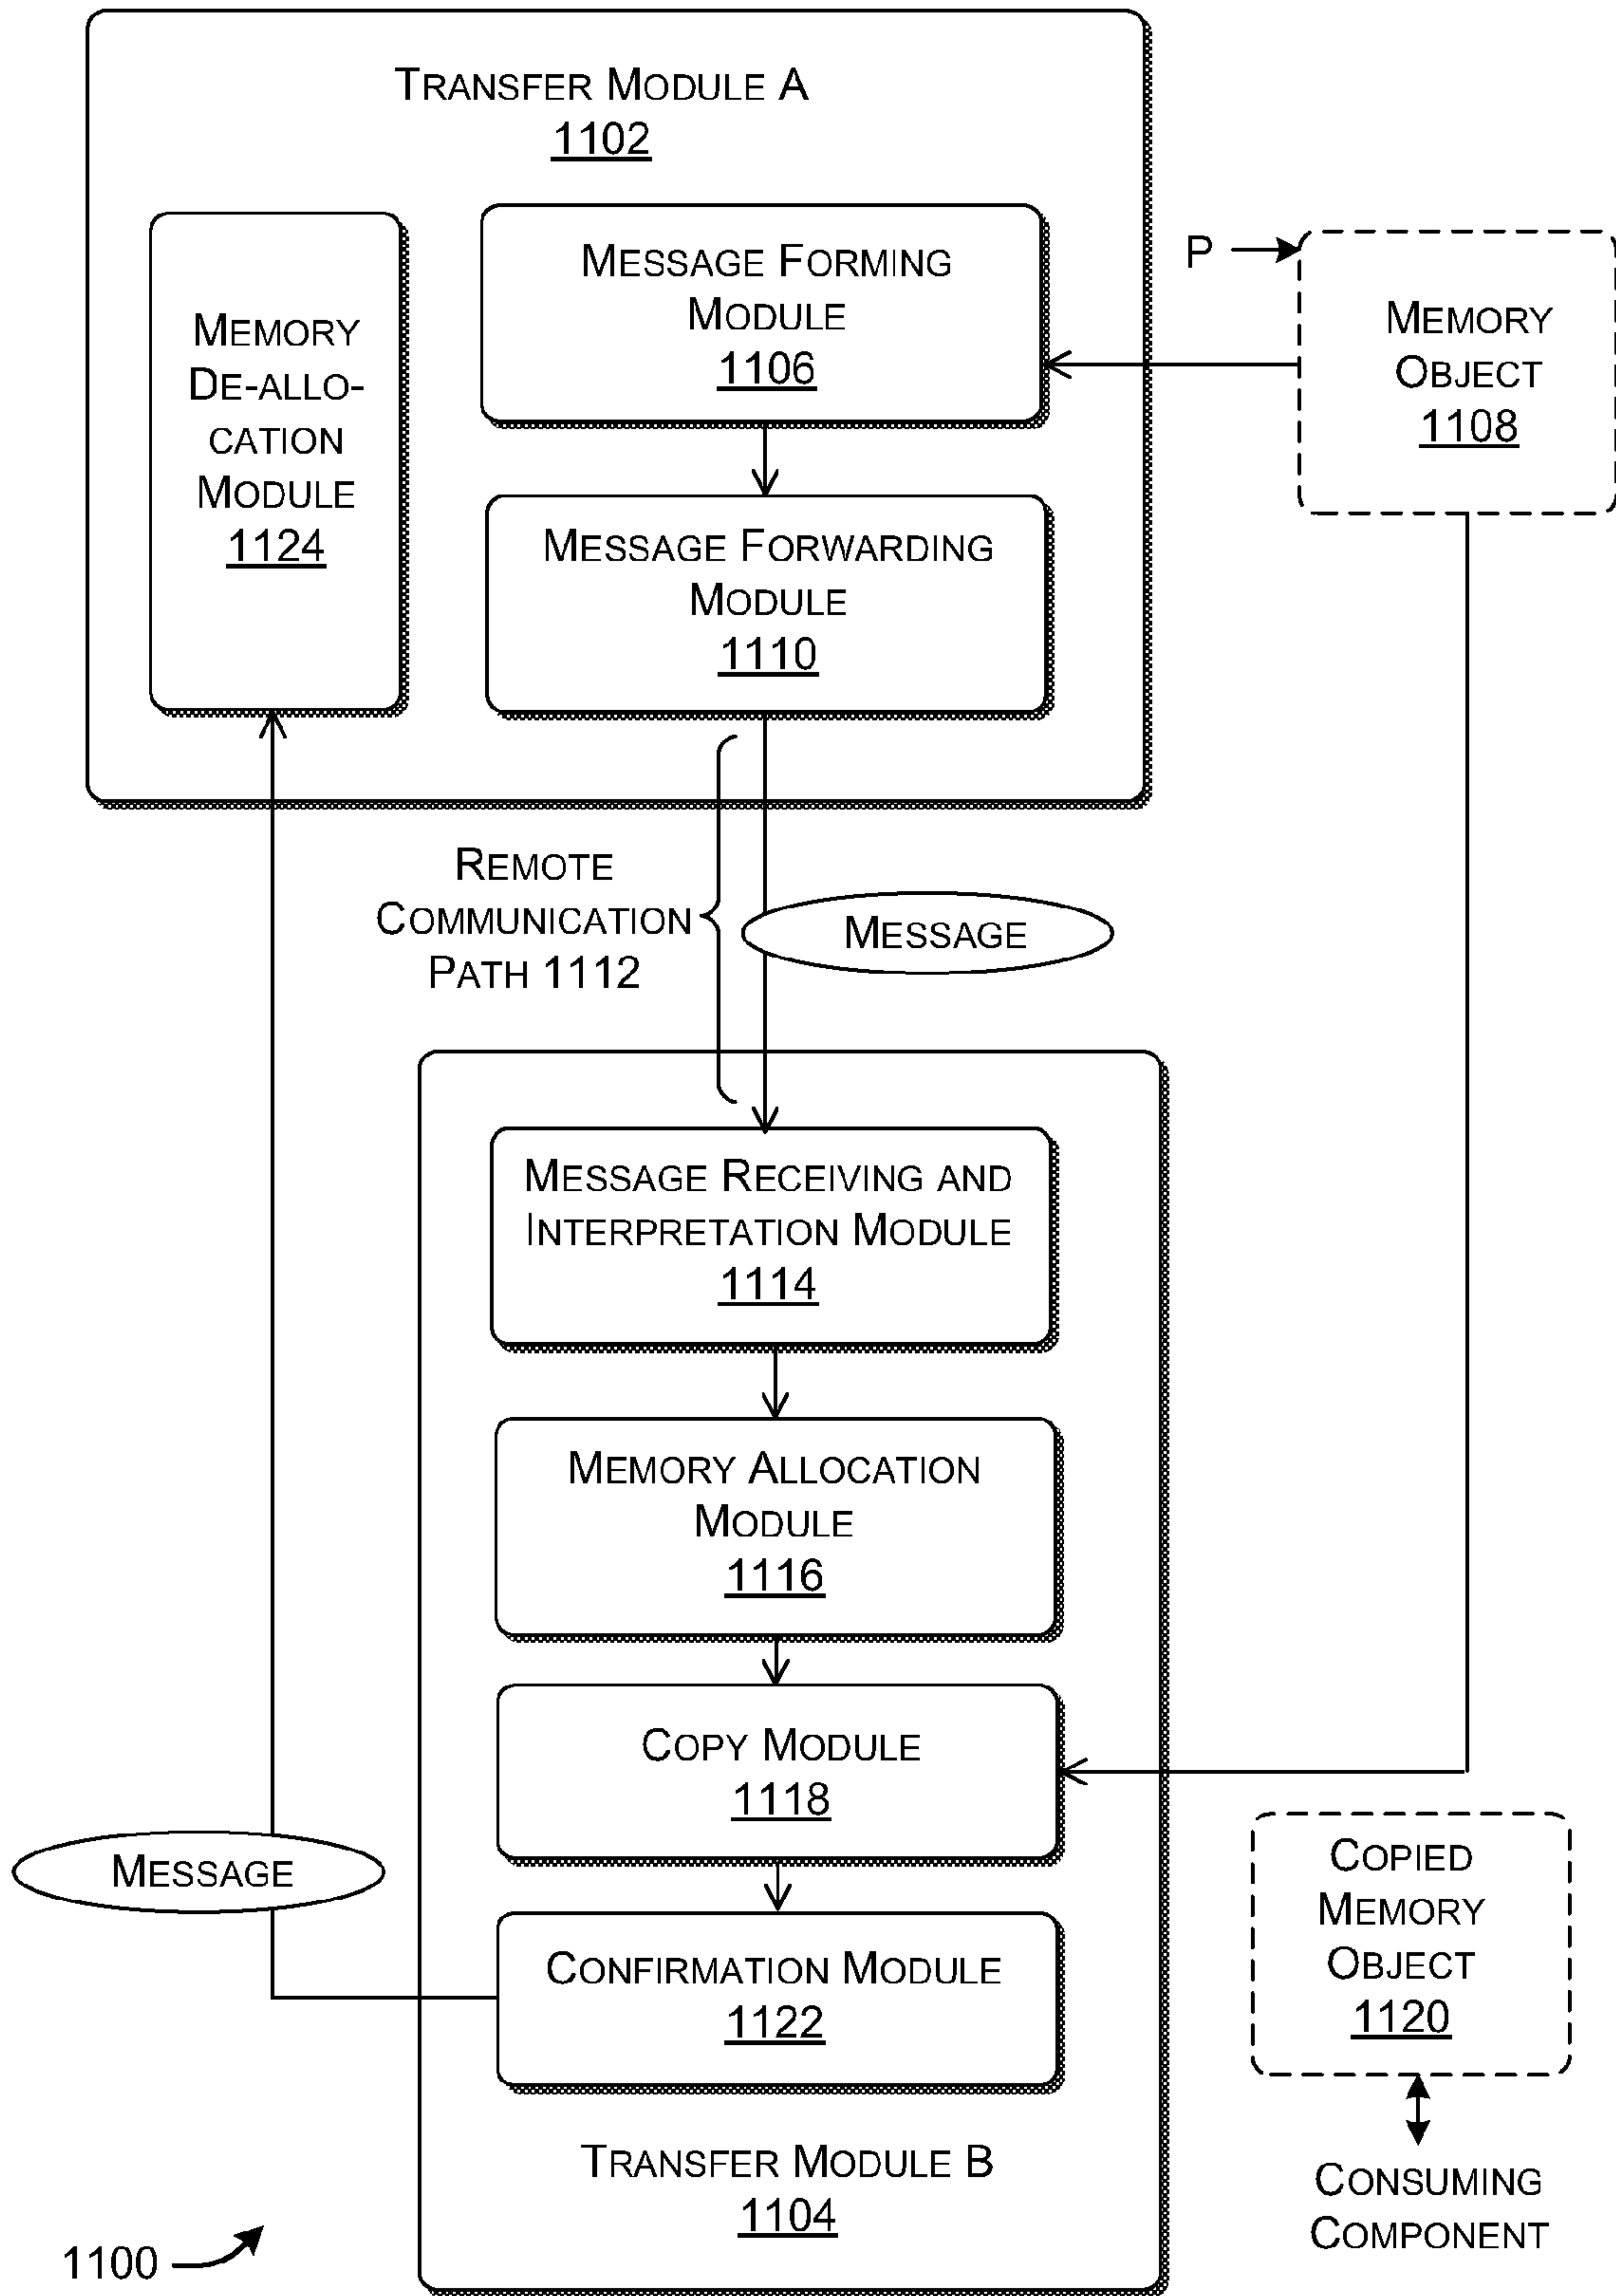 TRANSFER MODULE A
1102
MESSAGE FORMING
MODULE
1106
MEMORY
DE-ALLO-
CATION
MODULE
1124
P
MEMORY
OBJECT
1108
MESSAGE FORWARDING
MODULE
1110
REMOTE
COMMUNICATION
PATH 1112
MESSAGE
MESSAGE RECEIVING AND
INTERPRETATION MODULE
1114
MEMORY ALLOCATION
MODULE
1116
COPY MODULE
1118
MESSAGE
CONFIRMATION MODULE
1122
COPIED
MEMORY
OBJECT
1120
TRANSFER MODULE B
1104
CONSUMING
COMPONENT
1100